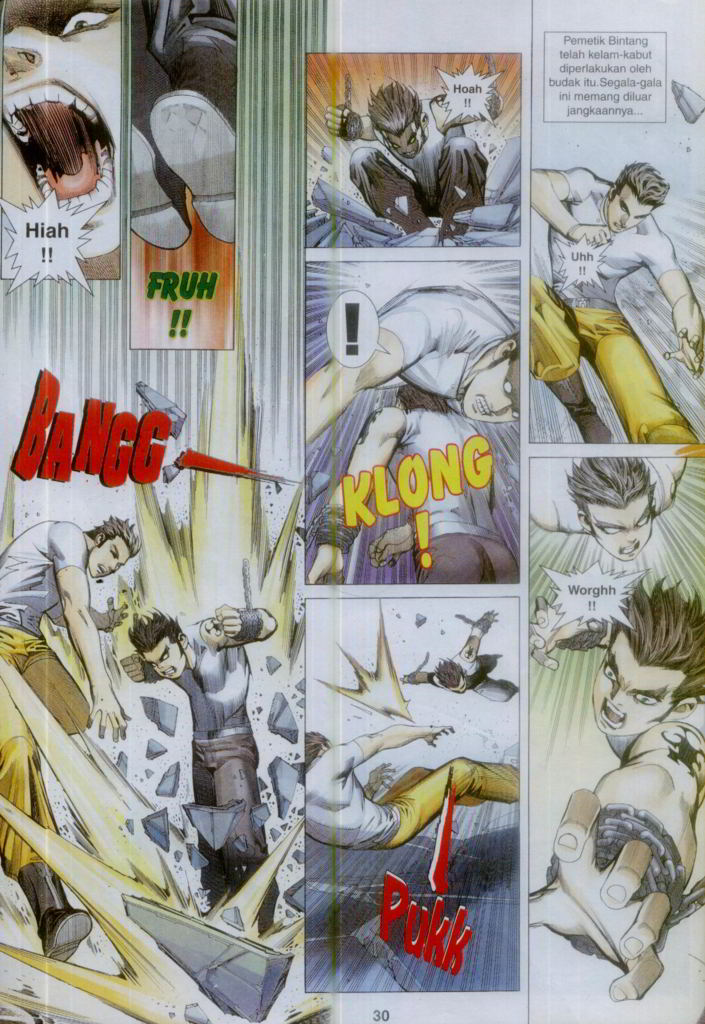 Hiah
!!
FRUH
!!
BANGG
Hoah
!!
!
KLONG
!
PUKK
Pemetik Bintang
telah kelam-kabut
diperlakukan oleh
budak itu.Segala-gala
ini memang diluar
jangkaannya...
Uhh
!!
Worghh
!!
30